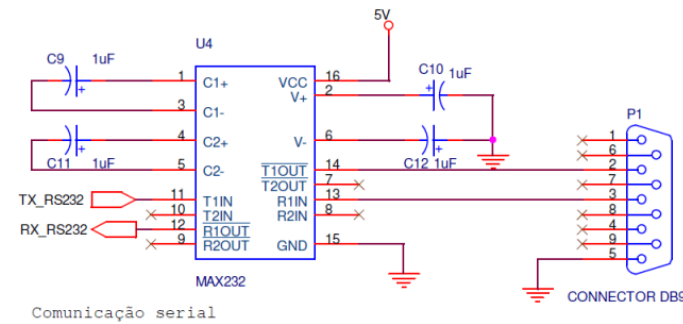 5V
U4
C9 1uF
C10 1uF
P1
1 C1+ VCC 16
V+ 2
3 C1-
4 C2+ V- 6
C11 1uF
C12 1uF
5 C2- T1OUT 14
T2OUT 7
TX_RS232 11 T1IN R1IN 13
10 T2IN R2IN 8
RX_RS232 12 R1OUT
9 R2OUT GND 15
1
6
2
7
3
8
4
9
5
MAX232
CONNECTOR DB9
Comunicação serial